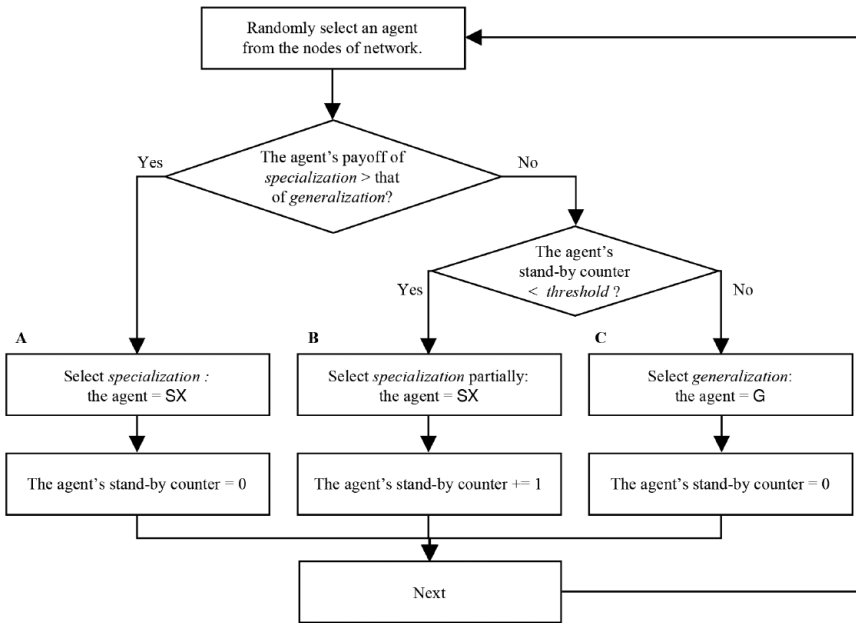 Randomly select an agent
from the nodes of network.
The agent's payoff of
specialization > that
of generalization?
Yes
No
The agent's
stand-by counter
< threshold ?
Yes
No
A
B
C
Select specialization :
the agent = SX
Select specialization partially:
the agent = SX
Select generalization:
the agent = G
The agent's stand-by counter = 0
The agent's stand-by counter += 1
The agent's stand-by counter = 0
Next